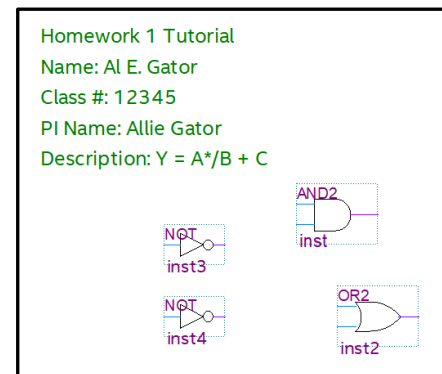 Homework 1 Tutorial
Name: Al E. Gator
Class #: 12345
PI Name: Allie Gator
Description: Y = A*/B + C
AND2
inst
NOT
inst3
NOT
inst4
OR2
inst2